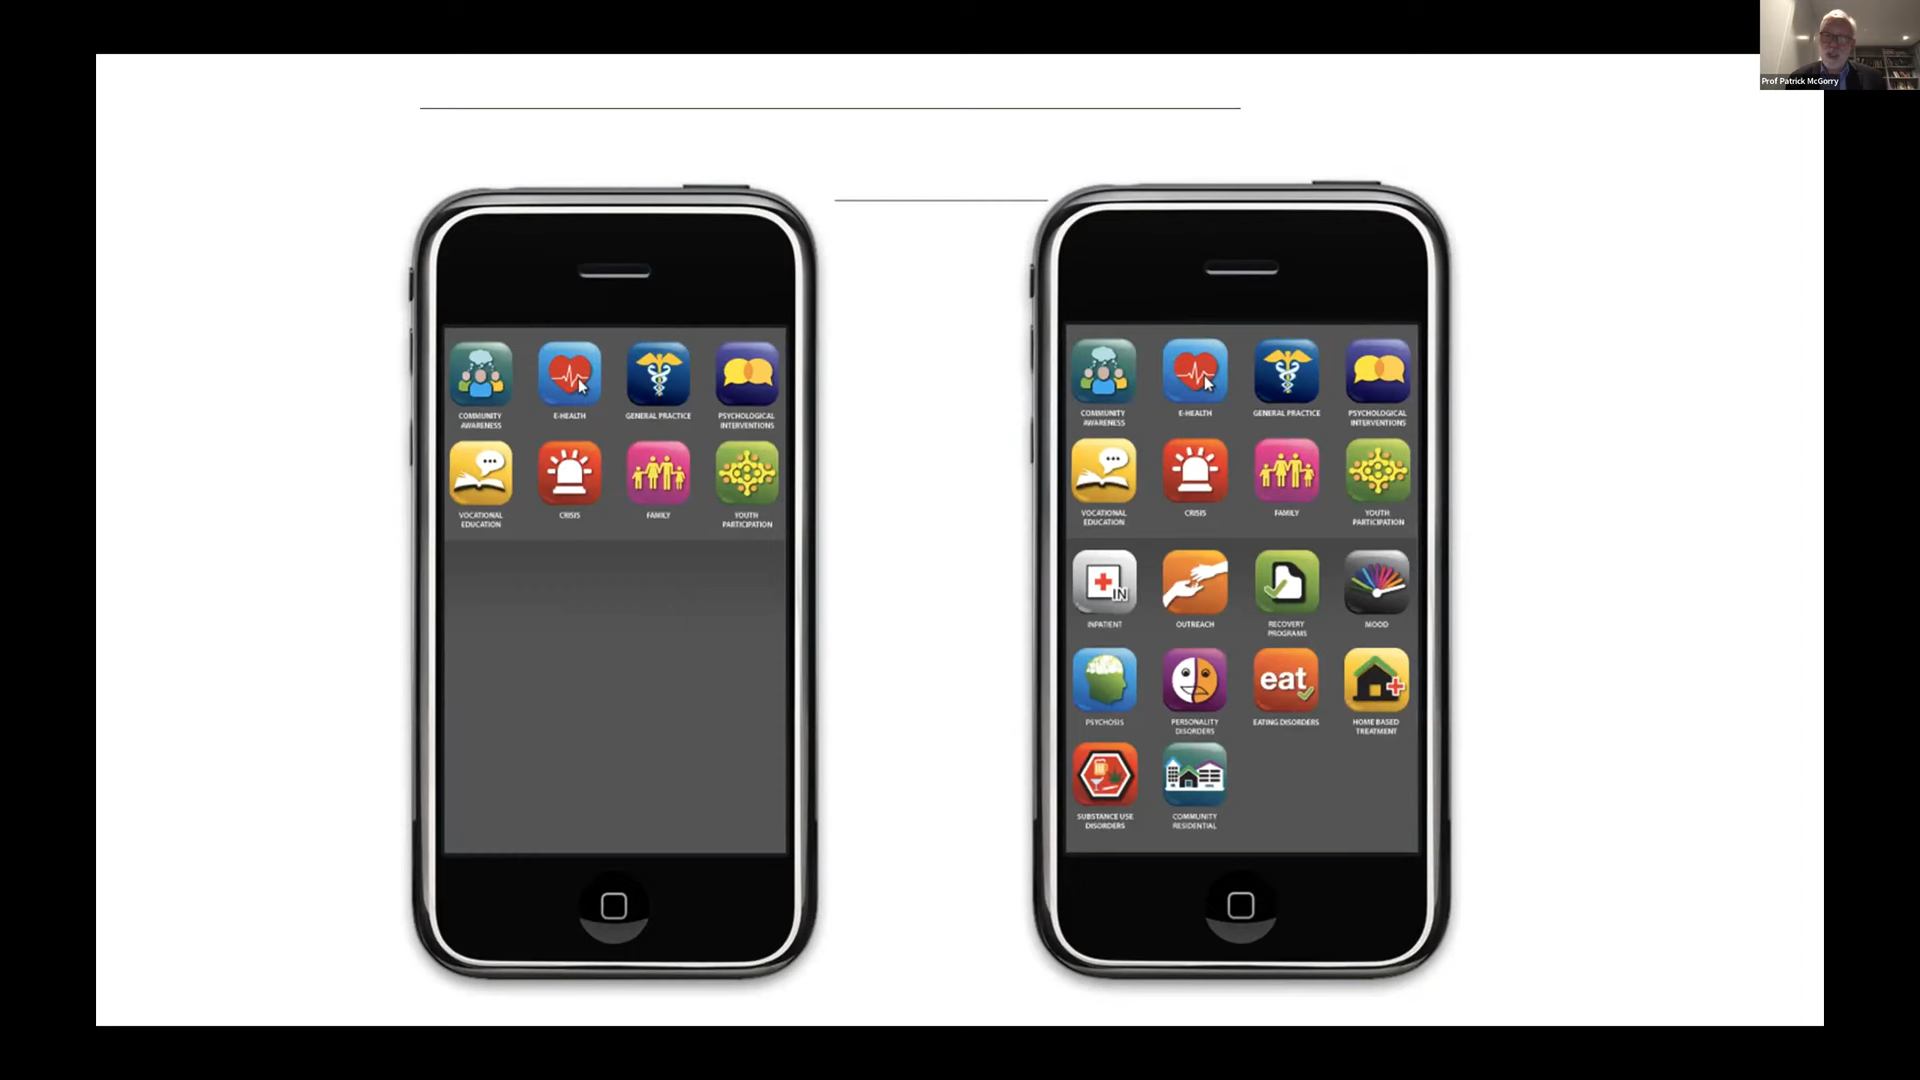 Prof Patrick McGorry
COMMUNITY
AWARENESS
E-HEALTH
GENERAL PRACTICE
PSYCHOLOGICAL
INTERVENTIONS
VOCATIONAL
EDUCATION
CRISIS
FAMILY
YOUTH
PARTICIPATION
COMMUNITY
AWARENESS
E-HEALTH
GENERAL PRACTICE
PSYCHOLOGICAL
INTERVENTIONS
VOCATIONAL
EDUCATION
CRISIS
FAMILY
YOUTH
PARTICIPATION
IN
INPATIENT
OUTREACH
RECOVERY
PROGRAMS
MOOD
PSYCHOSIS
PERSONALITY
DISORDERS
eat
EATING DISORDERS
HOME BASED
TREATMENT
SUBSTANCE USE
DISORDERS
COMMUNITY
RESIDENTIAL